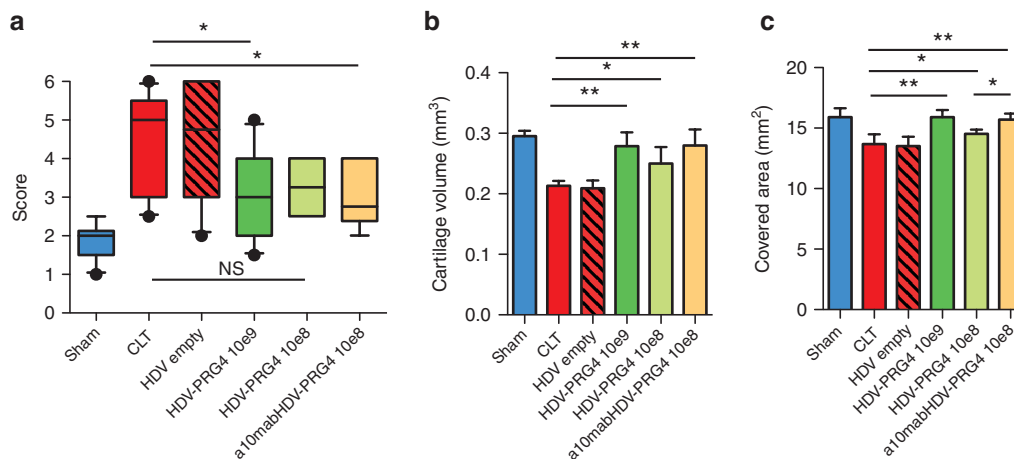 a
*
*
Score
6
5
4
3
2
1
0
NS
Sham
CLT
HDV empty
HDV-PRG4 10e9
HDV-PRG4 10e8
a10mabHDV-PRG4 10e8
b
**
*
**
Cartilage volume (mm³)
0.4
0.3
0.2
0.1
0.0
Sham
CLT
HDV empty
HDV-PRG4 10e9
HDV-PRG4 10e8
a10mabHDV-PRG4 10e8
c
**
*
**
*
Covered area (mm²)
20
15
10
5
0
Sham
CLT
HDV empty
HDV-PRG4 10e9
HDV-PRG4 10e8
a10mabHDV-PRG4 10e8